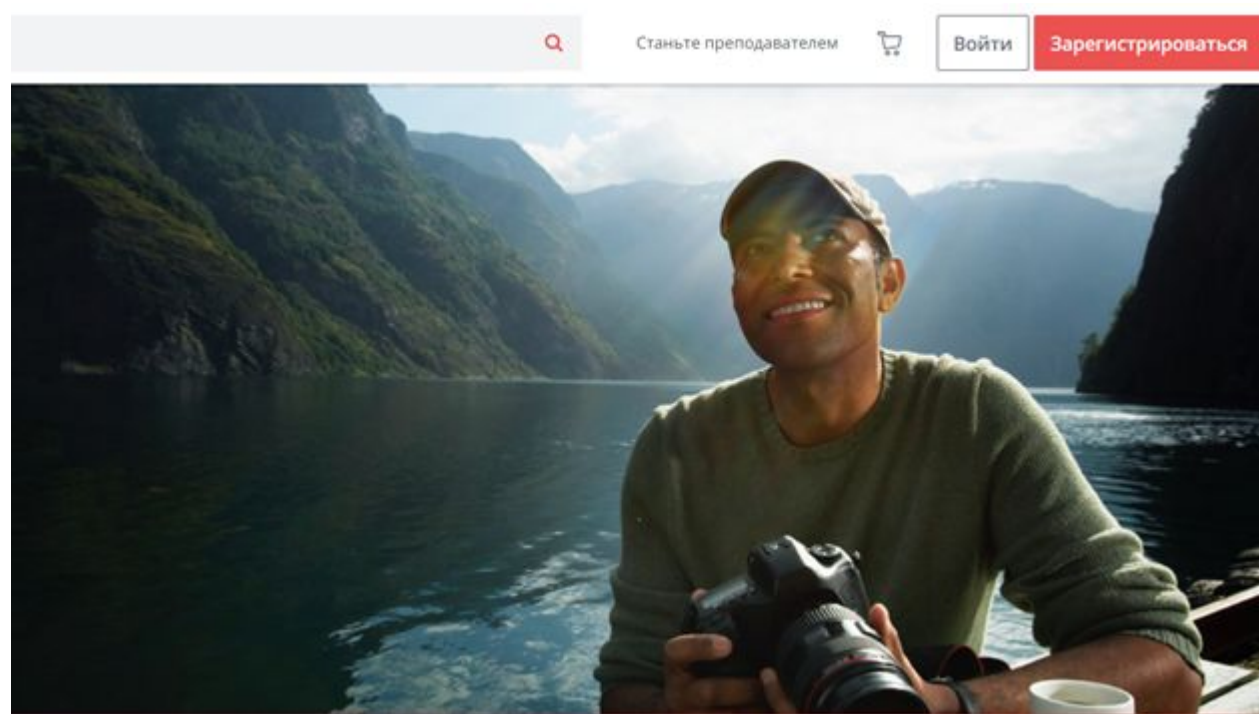 Станьте преподавателем
Войти
Зарегистрироваться